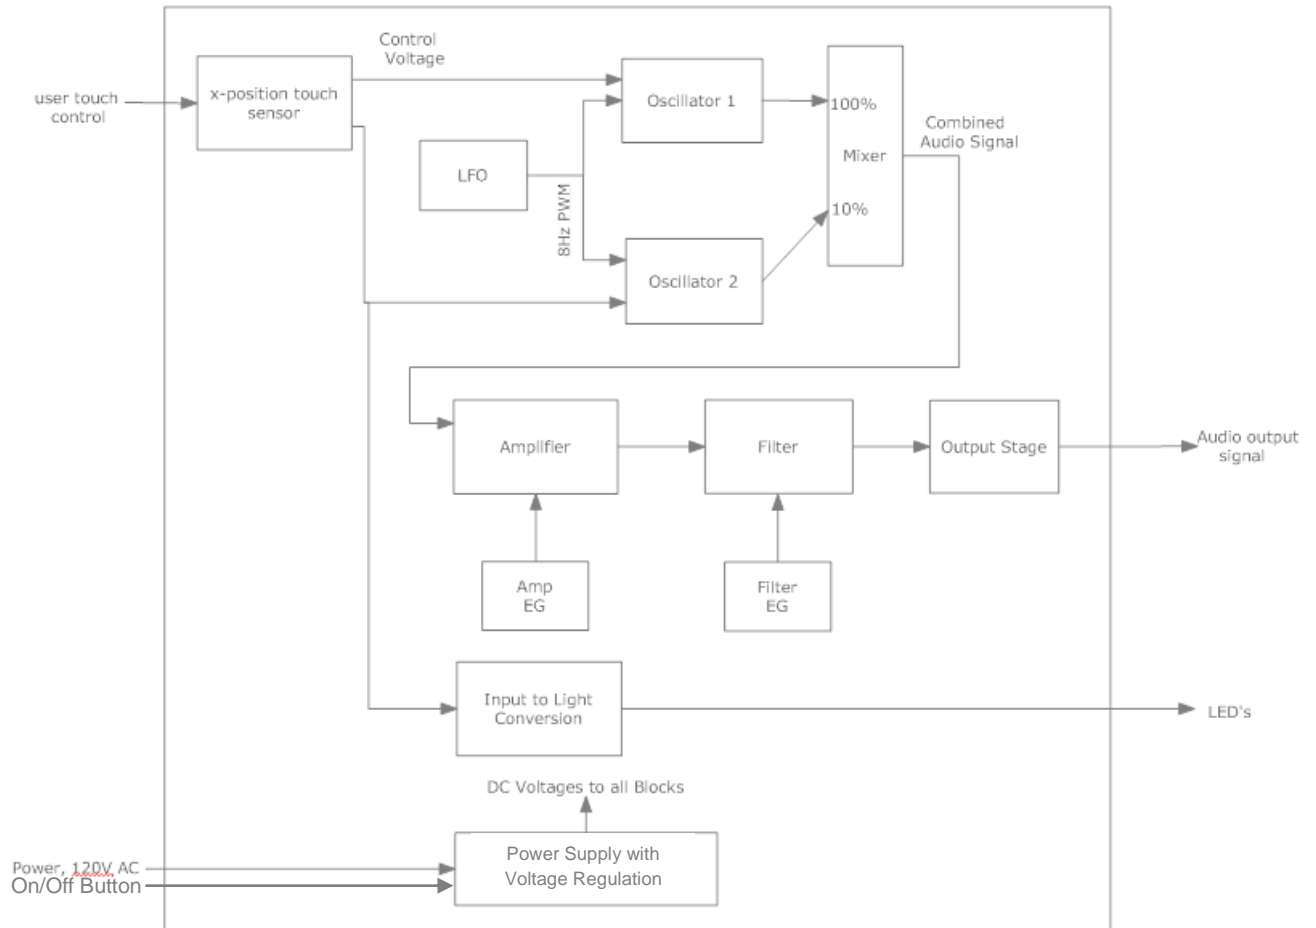 Control
Voltage
user touch
control
x-position touch
sensor
Oscillator 1
100%
Combined
Audio Signal
Mixer
LFO
8Hz PWM
10%
Oscillator 2
Amplifier
Filter
Output Stage
Audio output
signal
Amp
EG
Filter
EG
Input to Light
Conversion
LED's
DC Voltages to all Blocks
Power, 120V AC
On/Off Button
Power Supply with
Voltage Regulation